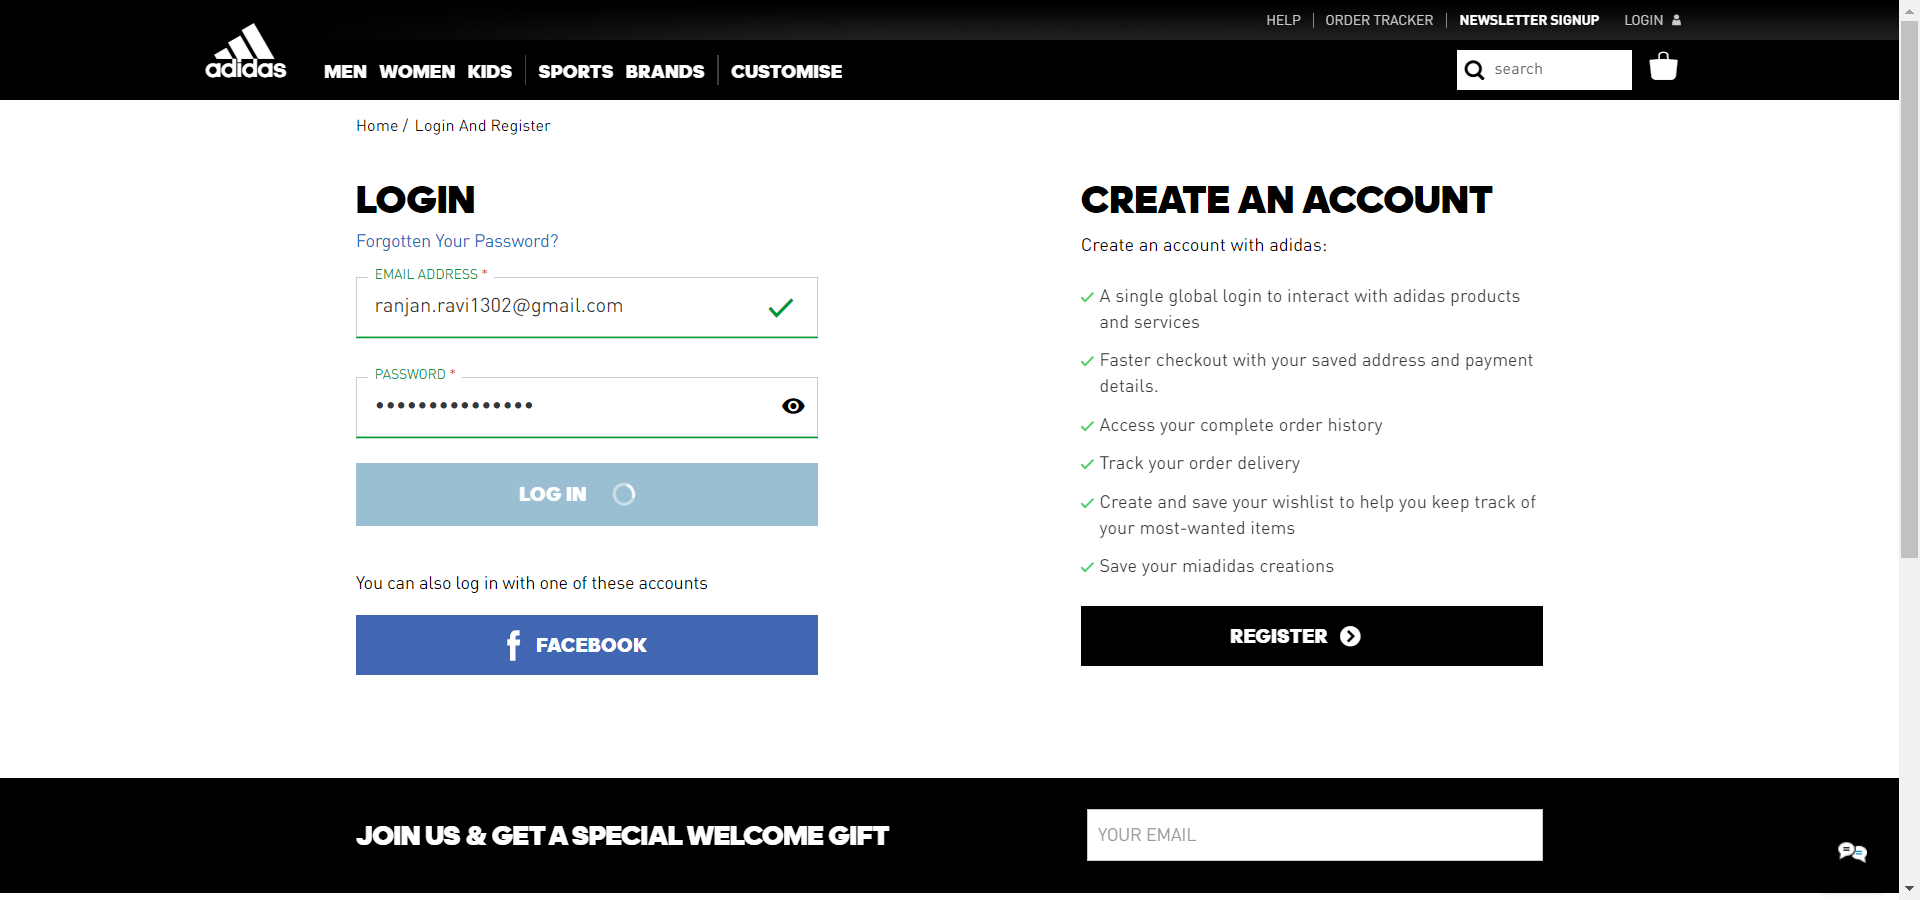 HELP ORDER TRACKER NEWSLETTER SIGNUP LOGIN
adidas
MEN WOMEN KIDS SPORTS BRANDS CUSTOMISE
search
Home / Login And Register
LOGIN
Forgotten Your Password?
EMAIL ADDRESS *
ranjan.ravi1302@gmail.com
PASSWORD *
•••••••••••••••
LOG IN
You can also log in with one of these accounts
f FACEBOOK
CREATE AN ACCOUNT
Create an account with adidas:
A single global login to interact with adidas products
and services
Faster checkout with your saved address and payment
details.
Access your complete order history
Track your order delivery
Create and save your wishlist to help you keep track of
your most-wanted items
Save your miadidas creations
REGISTER
JOIN US & GET A SPECIAL WELCOME GIFT
YOUR EMAIL